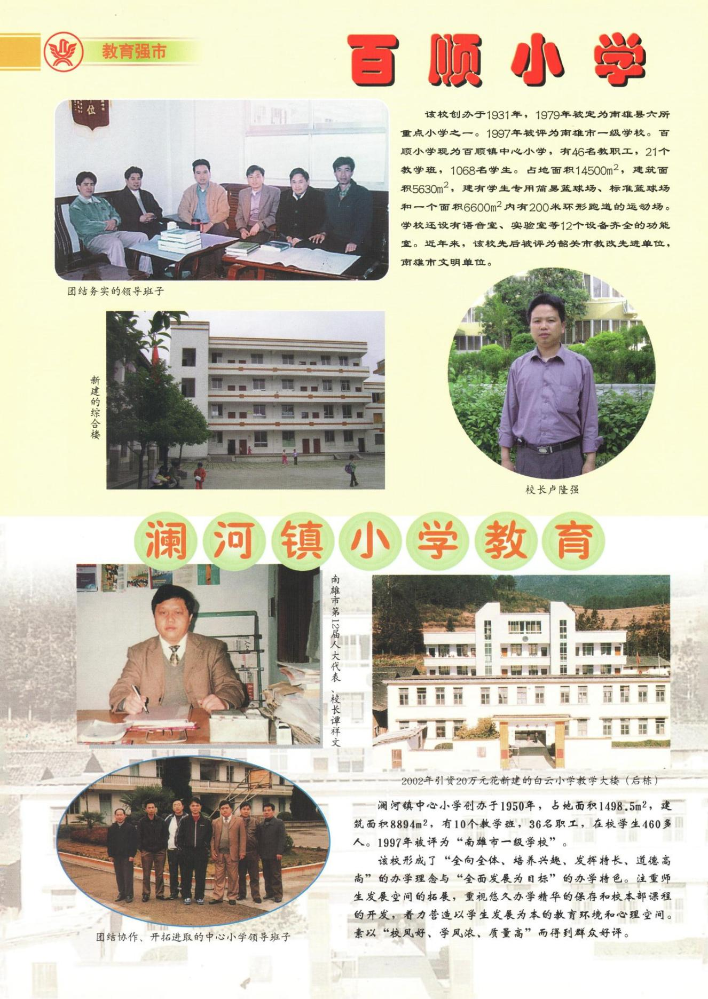 教育强市
百顺小学
该校创办于1931年，1979年被定为南雄县六所
重点小学之一。1997年被评为南雄市一级学校。百
顺小学现为百顺镇中心小学，有46名教职工，21个
教学班，1068名学生。占地面积14500m²，建筑面
积5630m²，建有学生专用简易蓝球场、标准蓝球场
和一个面积6600m²内有200米环形跑道的运动场。
学校还设有语音室、实验室等12个设备齐全的功能
室。近年来，该校先后被评为韶关市教改先进单位，
南雄市文明单位。
位
团结务实的领导班子
新建的综合楼
校长卢隆强
澜河镇小学教育
南雄市第12届人大代表、校长谭祥文
2002年引资20万元花新建的白云小学教学大楼（后栋）
澜河镇中心小学创办于1950年，占地面积1498.5m²，建
筑面积8894m²，有10个教学班，36名职工，在校学生460多
人。1997年被评为“南雄市一级学校”。
该校形成了“全向全体、培养兴趣、发挥特长、道德高
尚”的办学理念与“全面发展为目标”的办学特色。注重师
生发展空间的拓展，重视悠久办学精华的保存和校本部课程
的开发，着力营造以学生发展为本的教育环境和心理空间。
素以“校风好、学风浓、质量高”而得到群众好评。
团结协作、开拓进取的中心小学领导班子